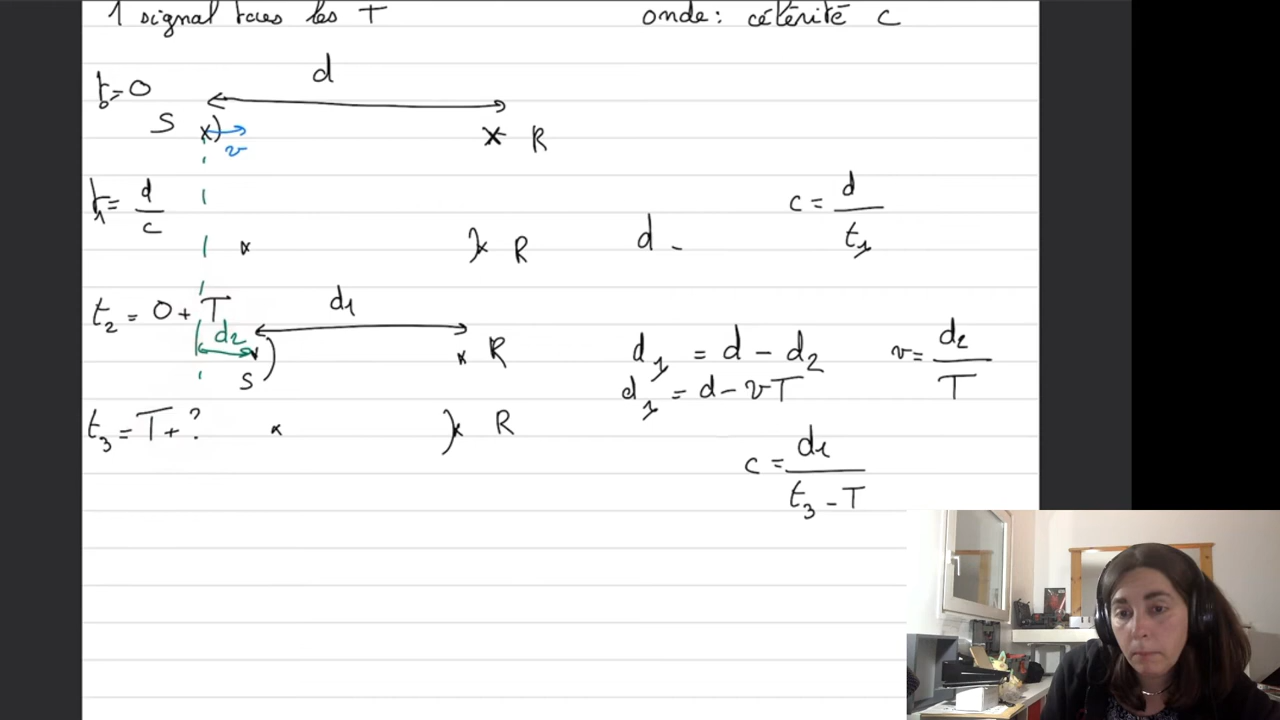 1 signal tous les T
onde : célérité c
t₀=0
d
S
v
R
t₁= d/c
R
d -
c = d/t₁
t₂ = 0+T
d₁
d₂
S
R
d₁ = d - d₂
v = d₂/T
d₁ = d - vT
t₃ = T+ ?
R
c = d₁/(t₃ - T)